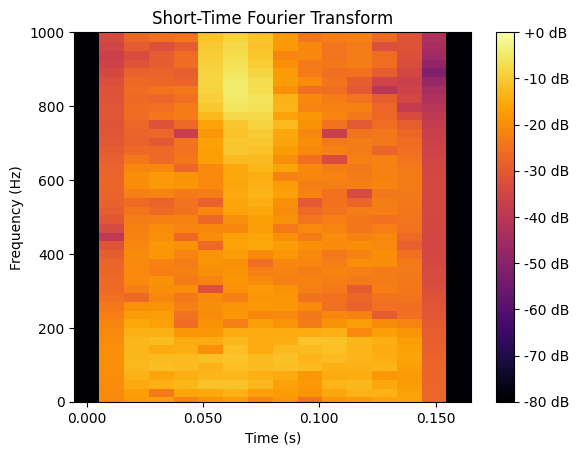 Short-Time Fourier Transform
1000
800
600
400
200
0
Frequency (Hz)
0.000
0.050
0.100
0.150
Time (s)
+0 dB
-10 dB
-20 dB
-30 dB
-40 dB
-50 dB
-60 dB
-70 dB
-80 dB